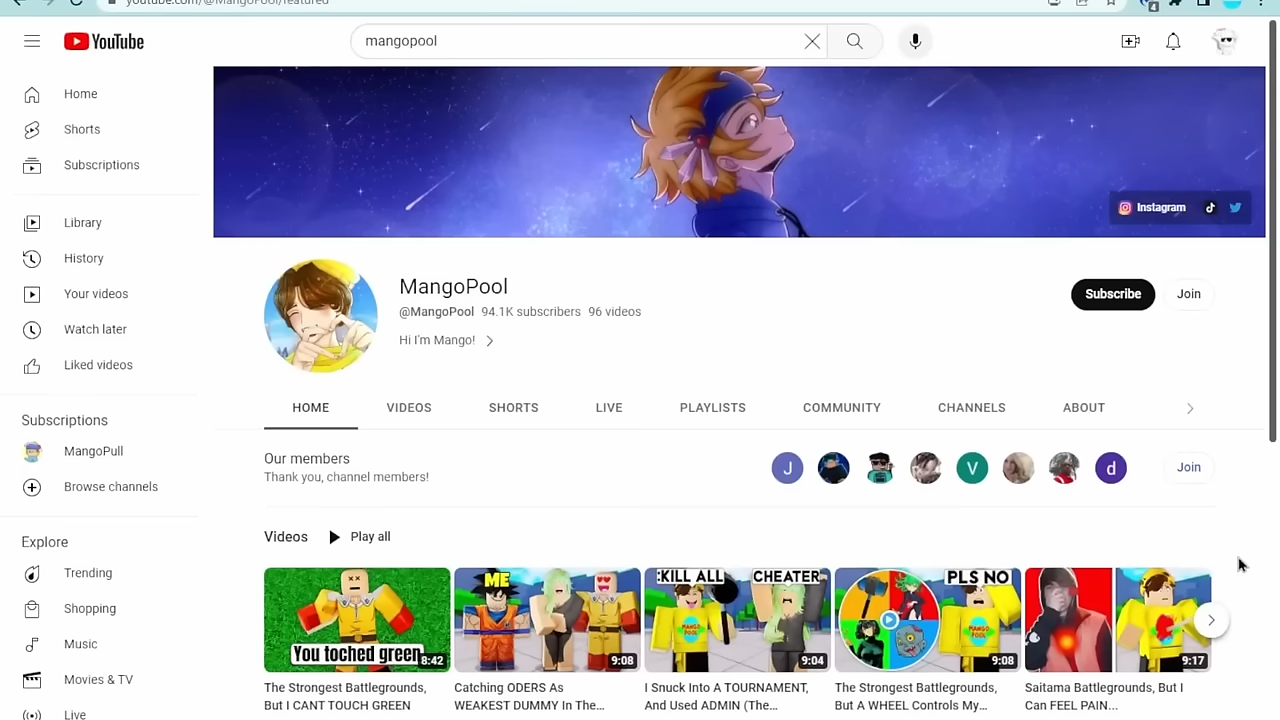 youtube.com/@MangoPool/featured
4
YouTube
mangopool
Home
Shorts
Subscriptions
Library
History
Your videos
Watch later
Liked videos
Subscriptions
MangoPull
Browse channels
Explore
Trending
Shopping
Music
Movies & TV
Live
Instagram
MangoPool
@MangoPool 94.1K subscribers 96 videos
Hi I'm Mango!
Subscribe
Join
HOME
VIDEOS
SHORTS
LIVE
PLAYLISTS
COMMUNITY
CHANNELS
ABOUT
Our members
Thank you, channel members!
J
V
d
Join
Videos
Play all
You toched green
8:42
The Strongest Battlegrounds,
But I CANT TOUCH GREEN
ME
9:08
Catching ODERS As
WEAKEST DUMMY In The...
KILL ALL
CHEATER
MANGO
POOL
9:04
I Snuck Into A TOURNAMENT,
And Used ADMIN (The...
PLS NO
MANGO
POOL
9:08
The Strongest Battlegrounds,
But A WHEEL Controls My...
9:17
Saitama Battlegrounds, But I
Can FEEL PAIN...